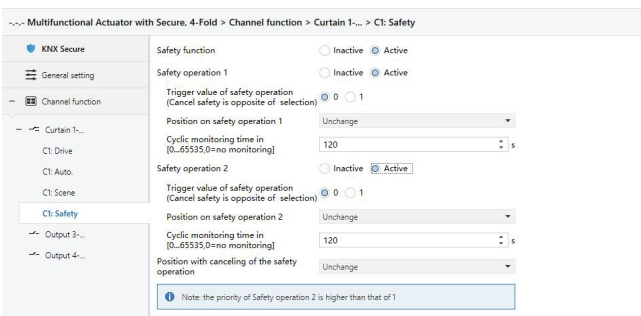 -.-.- Multifunctional Actuator with Secure, 4-Fold > Channel function > Curtain 1-... > C1: Safety
KNX Secure
General setting
Channel function
Curtain 1-...
C1: Drive
C1: Auto.
C1: Scene
C1: Safety
Output 3-...
Output 4-...
Safety function Inactive Active
Safety operation 1 Inactive Active
Trigger value of safety operation
(Cancel safety is opposite of selection) 0 1
Position on safety operation 1 Unchange
Cyclic monitoring time in
[0...65535,0=no monitoring] 120 s
Safety operation 2 Inactive Active
Trigger value of safety operation
(Cancel safety is opposite of selection) 0 1
Position on safety operation 2 Unchange
Cyclic monitoring time in
[0...65535,0=no monitoring] 120 s
Position with canceling of the safety
operation Unchange
Note: the priority of Safety operation 2 is higher than that of 1